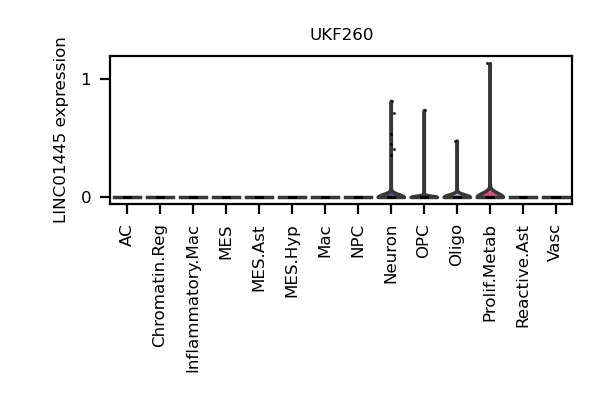 UKF260
LINC01445 expression
1
0
AC
Chromatin.Reg
Inflammatory.Mac
MES
MES.Ast
MES.Hyp
Mac
NPC
Neuron
OPC
Oligo
Prolif.Metab
Reactive.Ast
Vasc